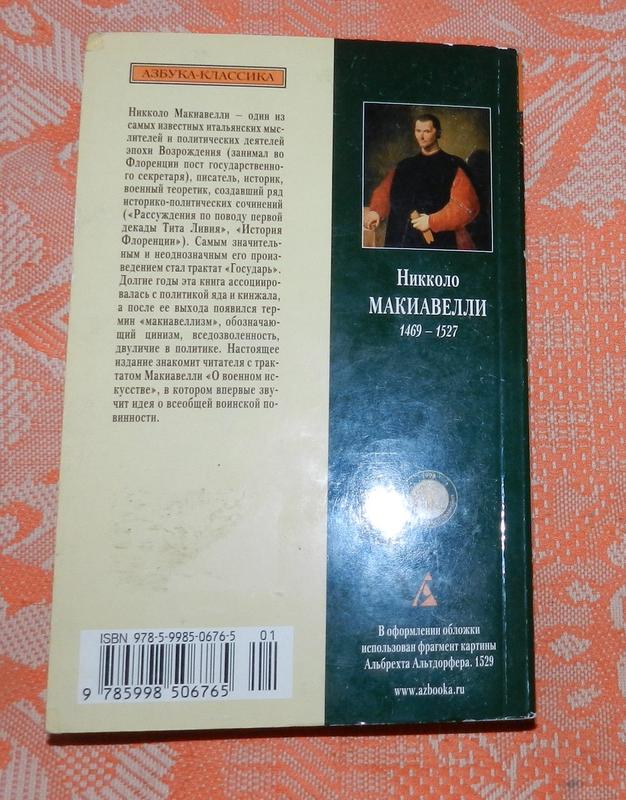 АЗБУКА-КЛАССИКА
Никколо Макиавелли – один из
самых известных итальянских мыс-
лителей и политических деятелей
эпохи Возрождения (занимал во
Флоренции пост государственно-
го секретаря), писатель, историк,
военный теоретик, создавший ряд
историко-политических сочинений
(«Рассуждения по поводу первой
декады Тита Ливия», «История
Флоренции»). Самым значитель-
ным и неоднозначным его произ-
ведением стал трактат «Государь».
Долгие годы эта книга ассоцииро-
валась с политикой яда и кинжала,
а после ее выхода появился тер-
мин «макиавеллизм», обозначаю-
щий цинизм, вседозволенность,
двуличие в политике. Настоящее
издание знакомит читателя с трак-
татом Макиавелли «О военном ис-
кусстве», в котором впервые зву-
чит идея о всеобщей воинской по-
винности.
ISBN 978-5-9985-0676-5
01
9 785998 506765
Никколо
МАКИАВЕЛЛИ
1469 – 1527
1998
В оформлении обложки
использован фрагмент картины
Альбрехта Альтдорфера. 1529
www.azbooka.ru